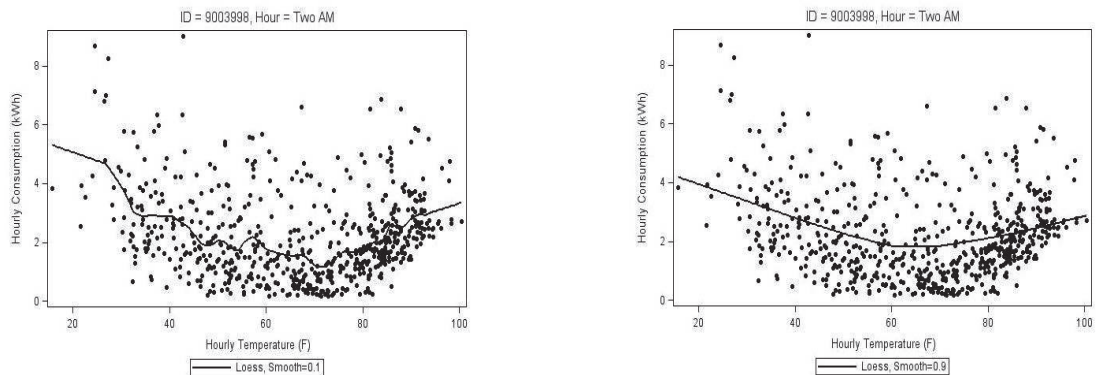 ID = 9003998, Hour = Two AM
Hourly Consumption (kWh)
8
6
4
2
0
20
40
60
80
100
Hourly Temperature (F)
Loess, Smooth=0.1
ID = 9003998, Hour = Two AM
Hourly Consumption (kWh)
8
6
4
2
0
20
40
60
80
100
Hourly Temperature (F)
Loess, Smooth=0.9